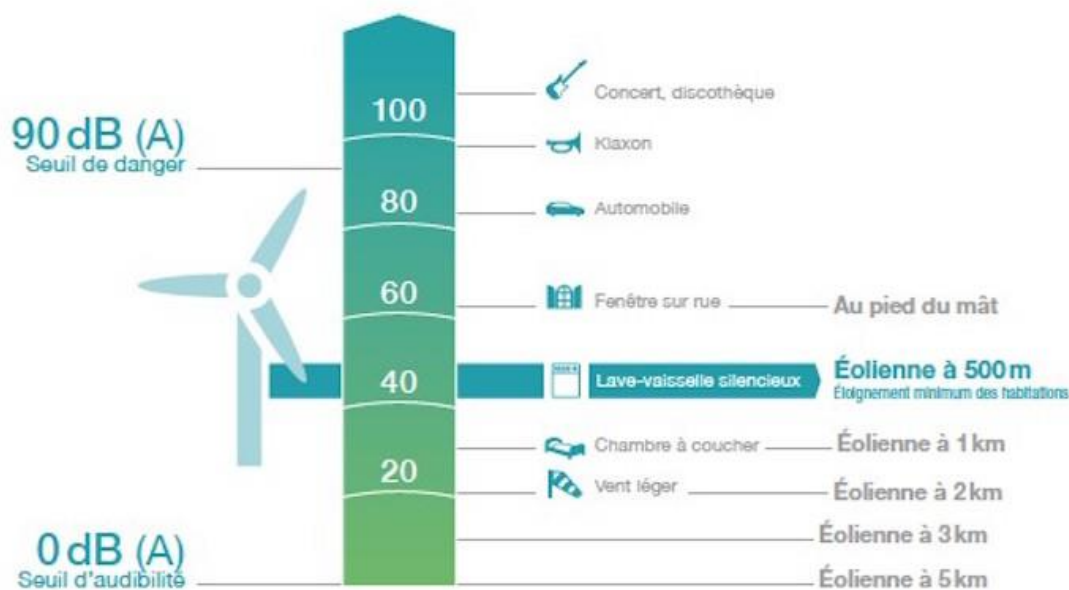 100
80
60
40
20
90 dB (A)
Seuil de danger
0 dB (A)
Seuil d'audibilité
Concert, discothèque
Klaxon
Automobile
Fenêtre sur rue
Au pied du mât
Lave-vaisselle silencieux
Éolienne à 500 m
Éloignement minimum des habitations
Chambre à coucher
Éolienne à 1 km
Vent léger
Éolienne à 2 km
Éolienne à 3 km
Éolienne à 5 km